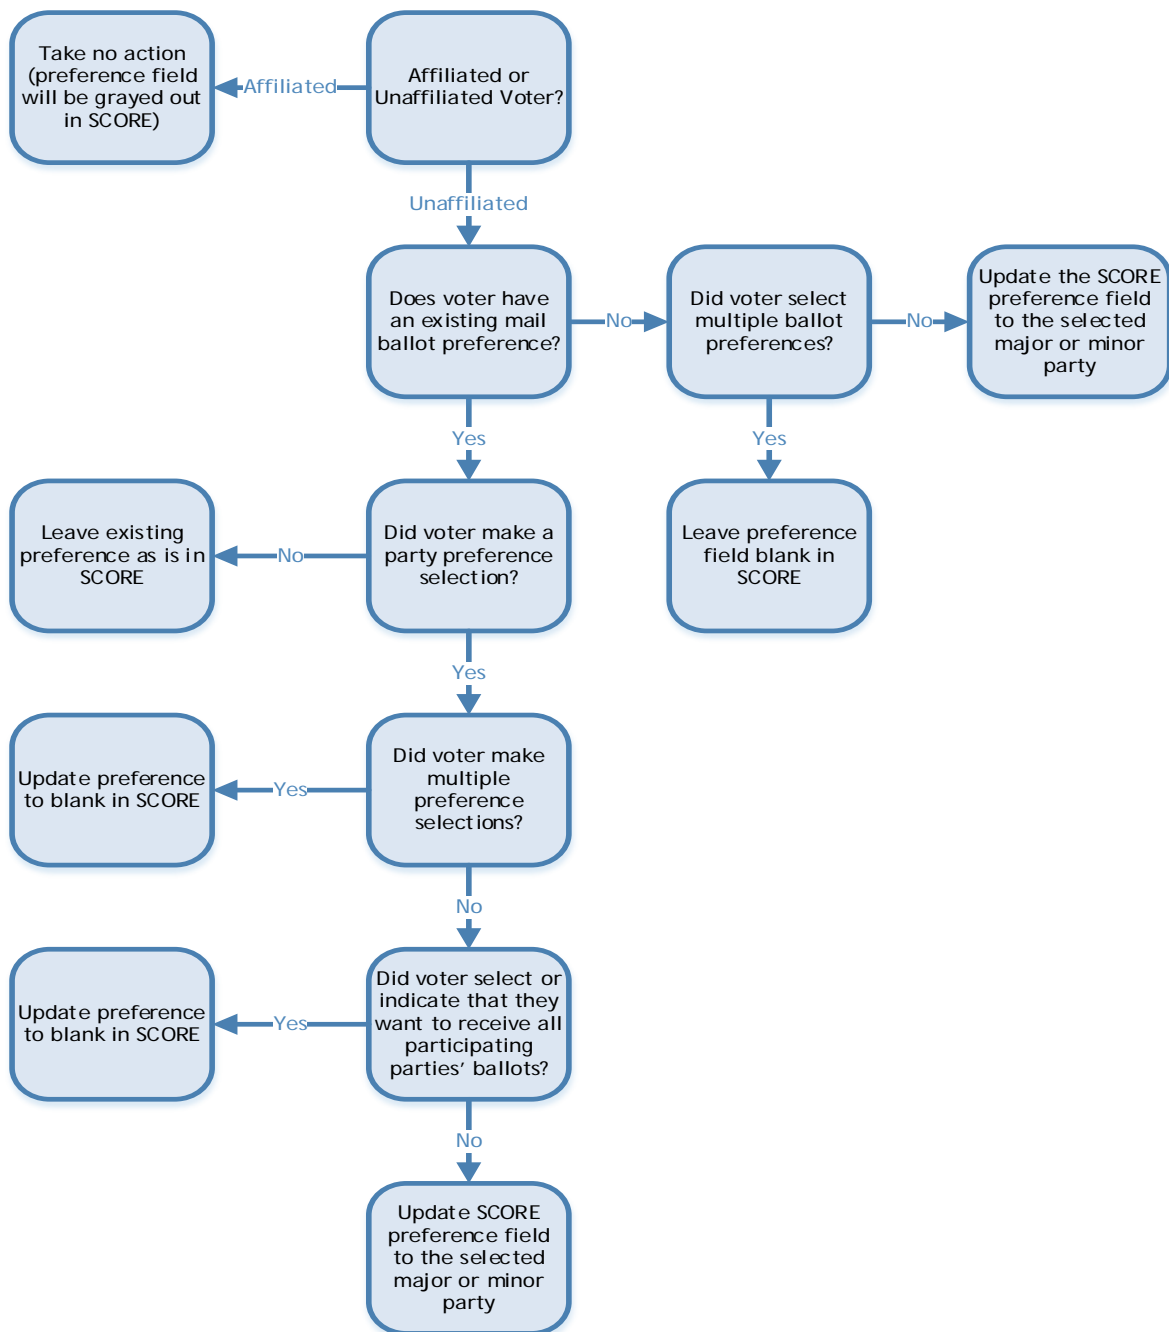 Take no action
(preference field
will be grayed out
in SCORE)
Affiliated
Affiliated or
Unaffiliated Voter?
Unaffiliated
Does voter have
an existing mail
ballot preference?
No
Did voter select
multiple ballot
preferences?
No
Update the SCORE
preference field
to the selected
major or minor
party
Yes
Yes
Leave existing
preference as is in
SCORE
No
Did voter make a
party preference
selection?
Leave preference
field blank in
SCORE
Yes
Update preference
to blank in SCORE
Yes
Did voter make
multiple
preference
selections?
No
Update preference
to blank in SCORE
Yes
Did voter select or
indicate that they
want to receive all
participating
parties’ ballots?
No
Update SCORE
preference field
to the selected
major or minor
party